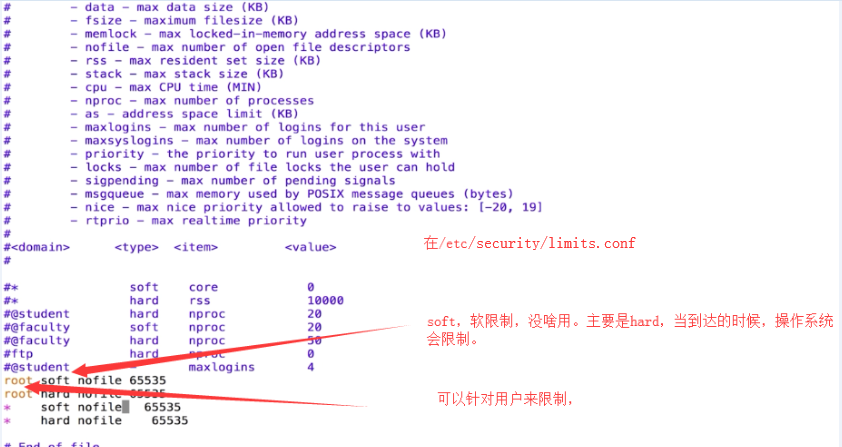 #        - data - max data size (KB)
#        - fsize - maximum filesize (KB)
#        - memlock - max locked-in-memory address space (KB)
#        - nofile - max number of open file descriptors
#        - rss - max resident set size (KB)
#        - stack - max stack size (KB)
#        - cpu - max CPU time (MIN)
#        - nproc - max number of processes
#        - as - address space limit (KB)
#        - maxlogins - max number of logins for this user
#        - maxsyslogins - max number of logins on the system
#        - priority - the priority to run user process with
#        - locks - max number of file locks the user can hold
#        - sigpending - max number of pending signals
#        - msgqueue - max memory used by POSIX message queues (bytes)
#        - nice - max nice priority allowed to raise to values: [-20, 19]
#        - rtprio - max realtime priority
#
#<domain>      <type>  <item>         <value>
在/etc/security/limits.conf
#
#*               soft    core            0
#*               hard    rss             10000
#@student        hard    nproc           20
#@faculty        soft    nproc           20
#@faculty        hard    nproc           50
#ftp             hard    nproc           0
#@student        -       maxlogins       4
soft，软限制，没啥用。主要是hard，当到达的时候，操作系统
会限制。
root soft nofile 65535
root hard nofile 65535
*    soft nofile   65535
*    hard nofile    65535
可以针对用户来限制，
# End of file